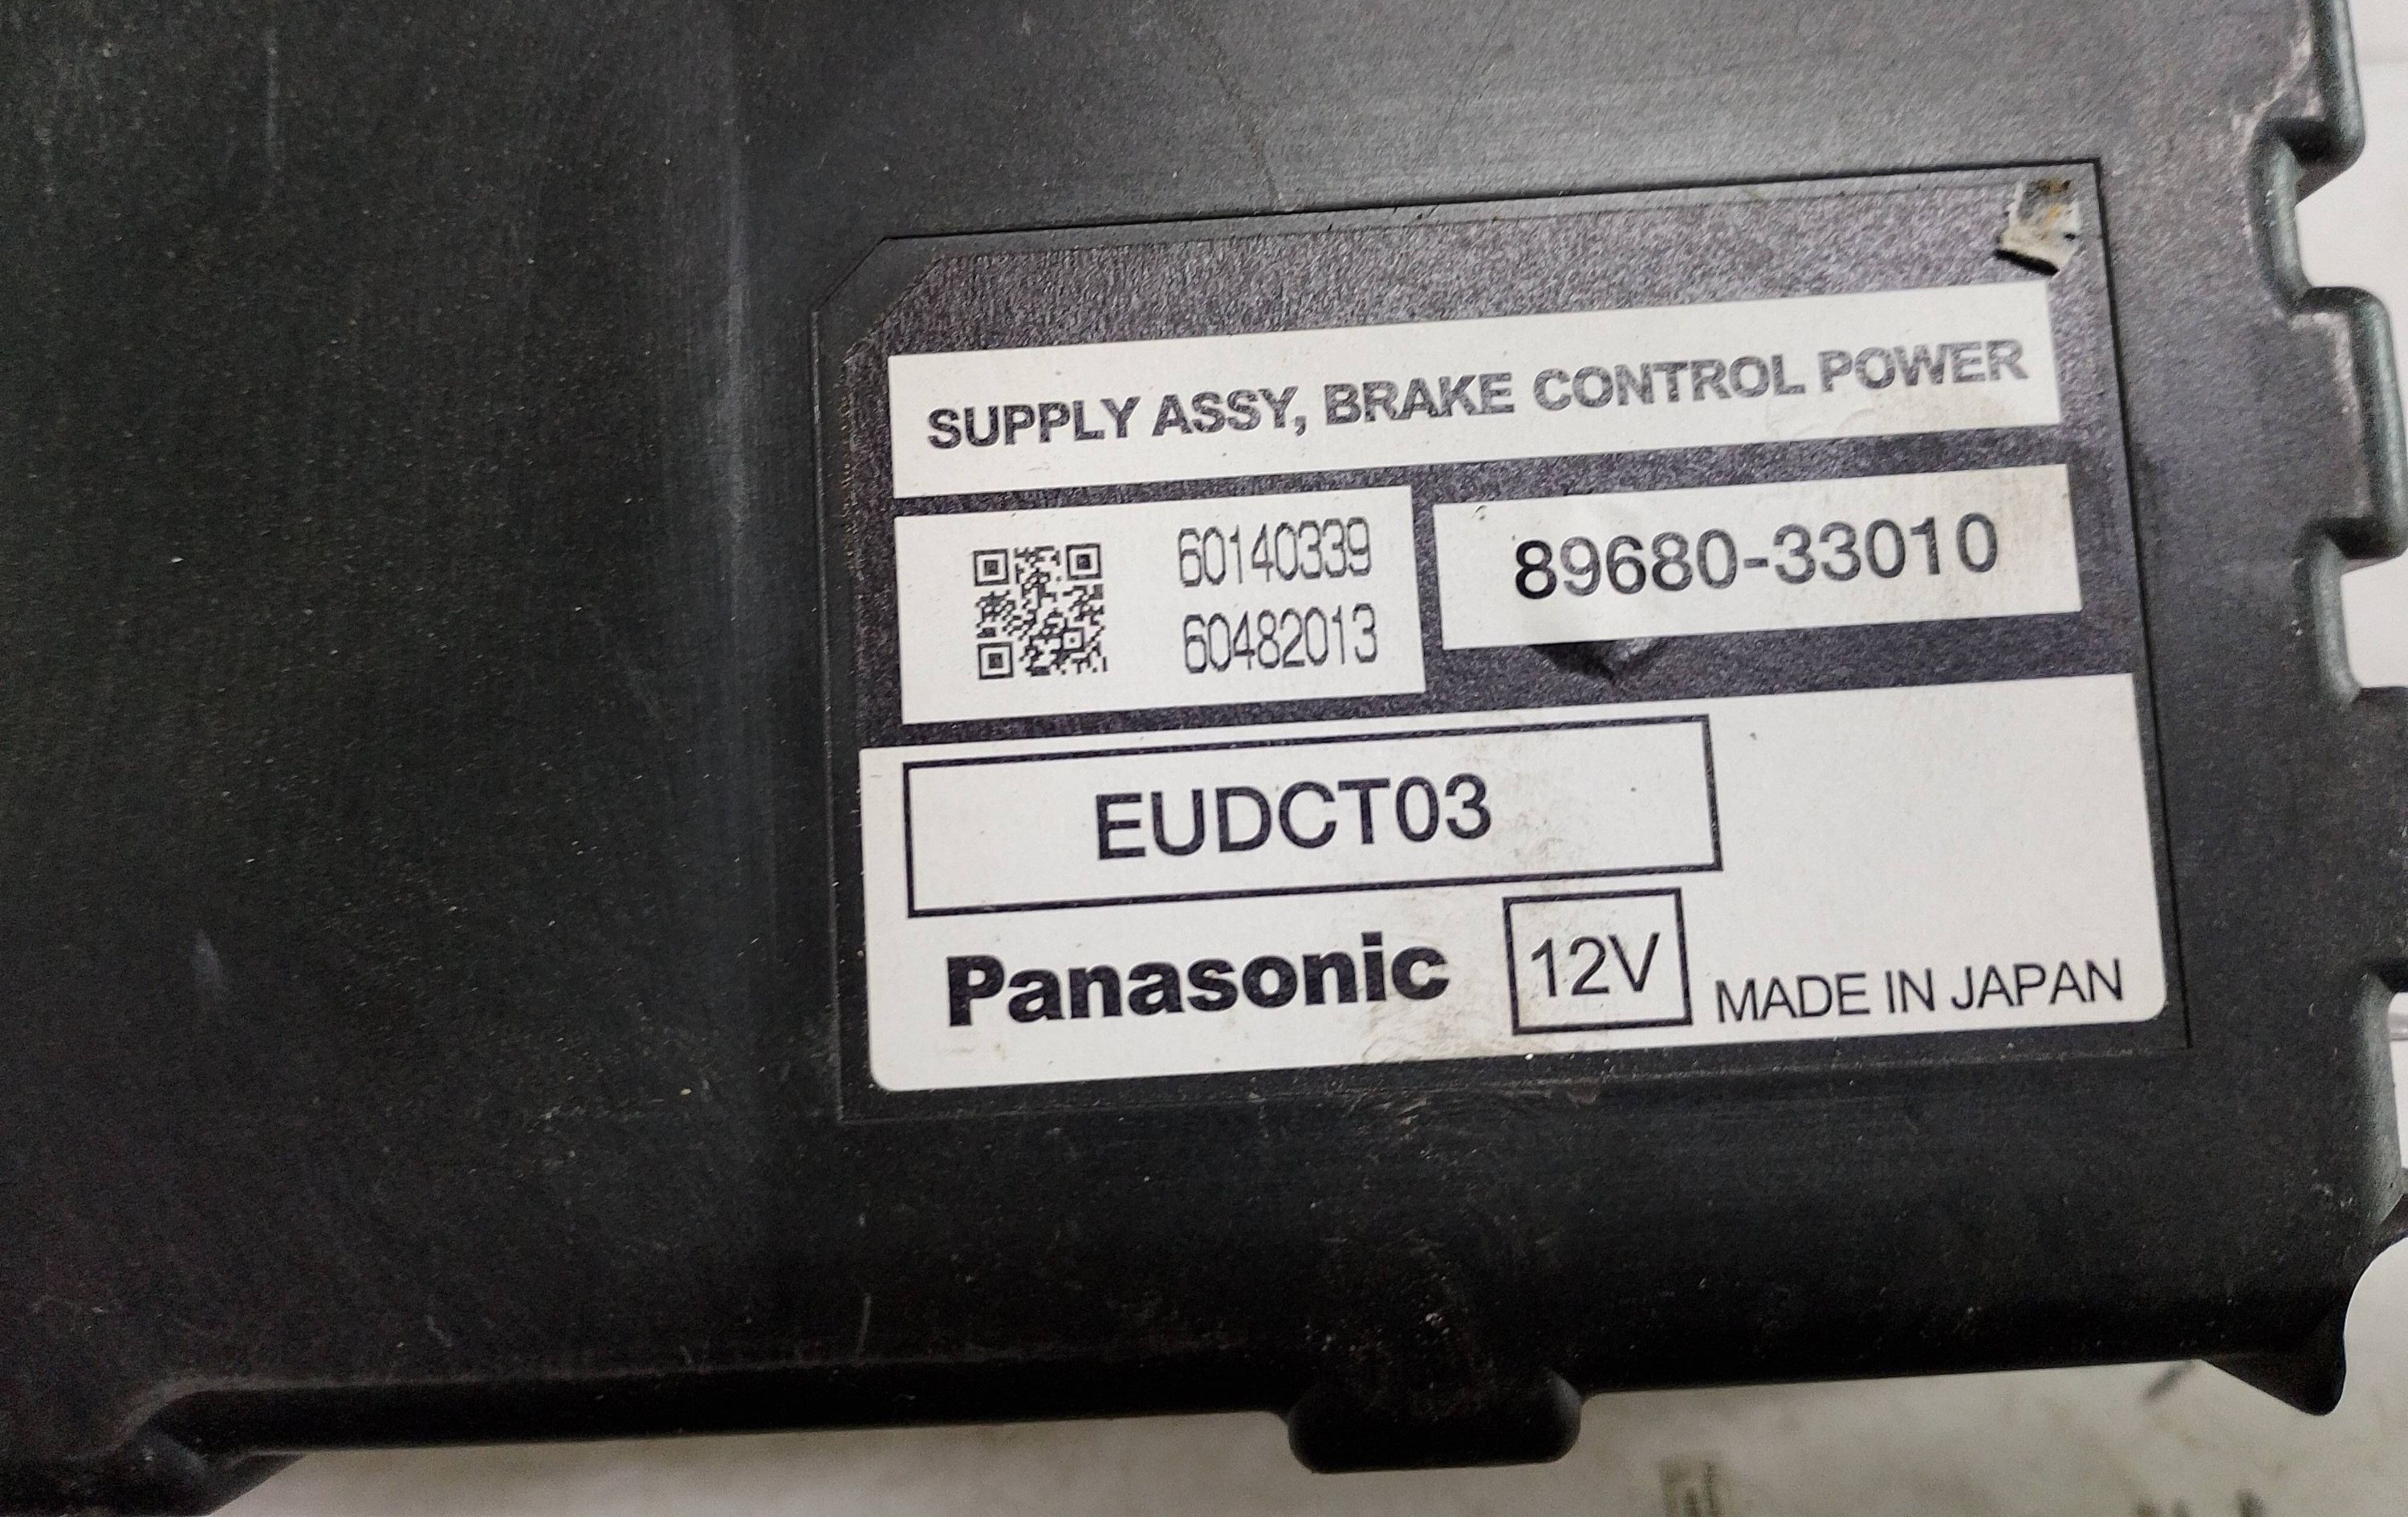 SUPPLY ASSY, BRAKE CONTROL POWER
60140339
60482013
89680-33010
EUDCT03
Panasonic 12V MADE IN JAPAN